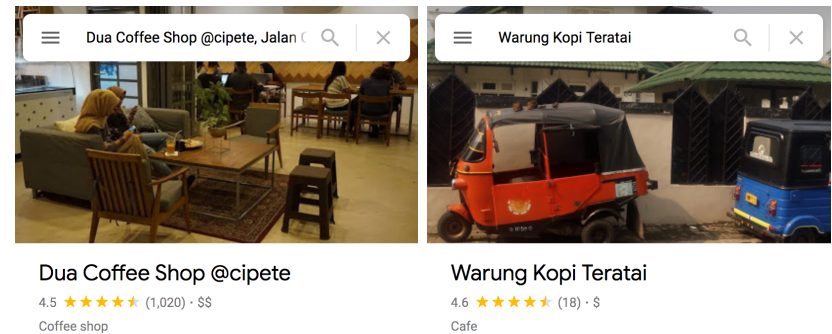 Dua Coffee Shop @cipete, Jalan
Warung Kopi Teratai
Dua Coffee Shop @cipete
4.5 (1,020) · $$
Coffee shop
Warung Kopi Teratai
4.6 (18) · $
Cafe